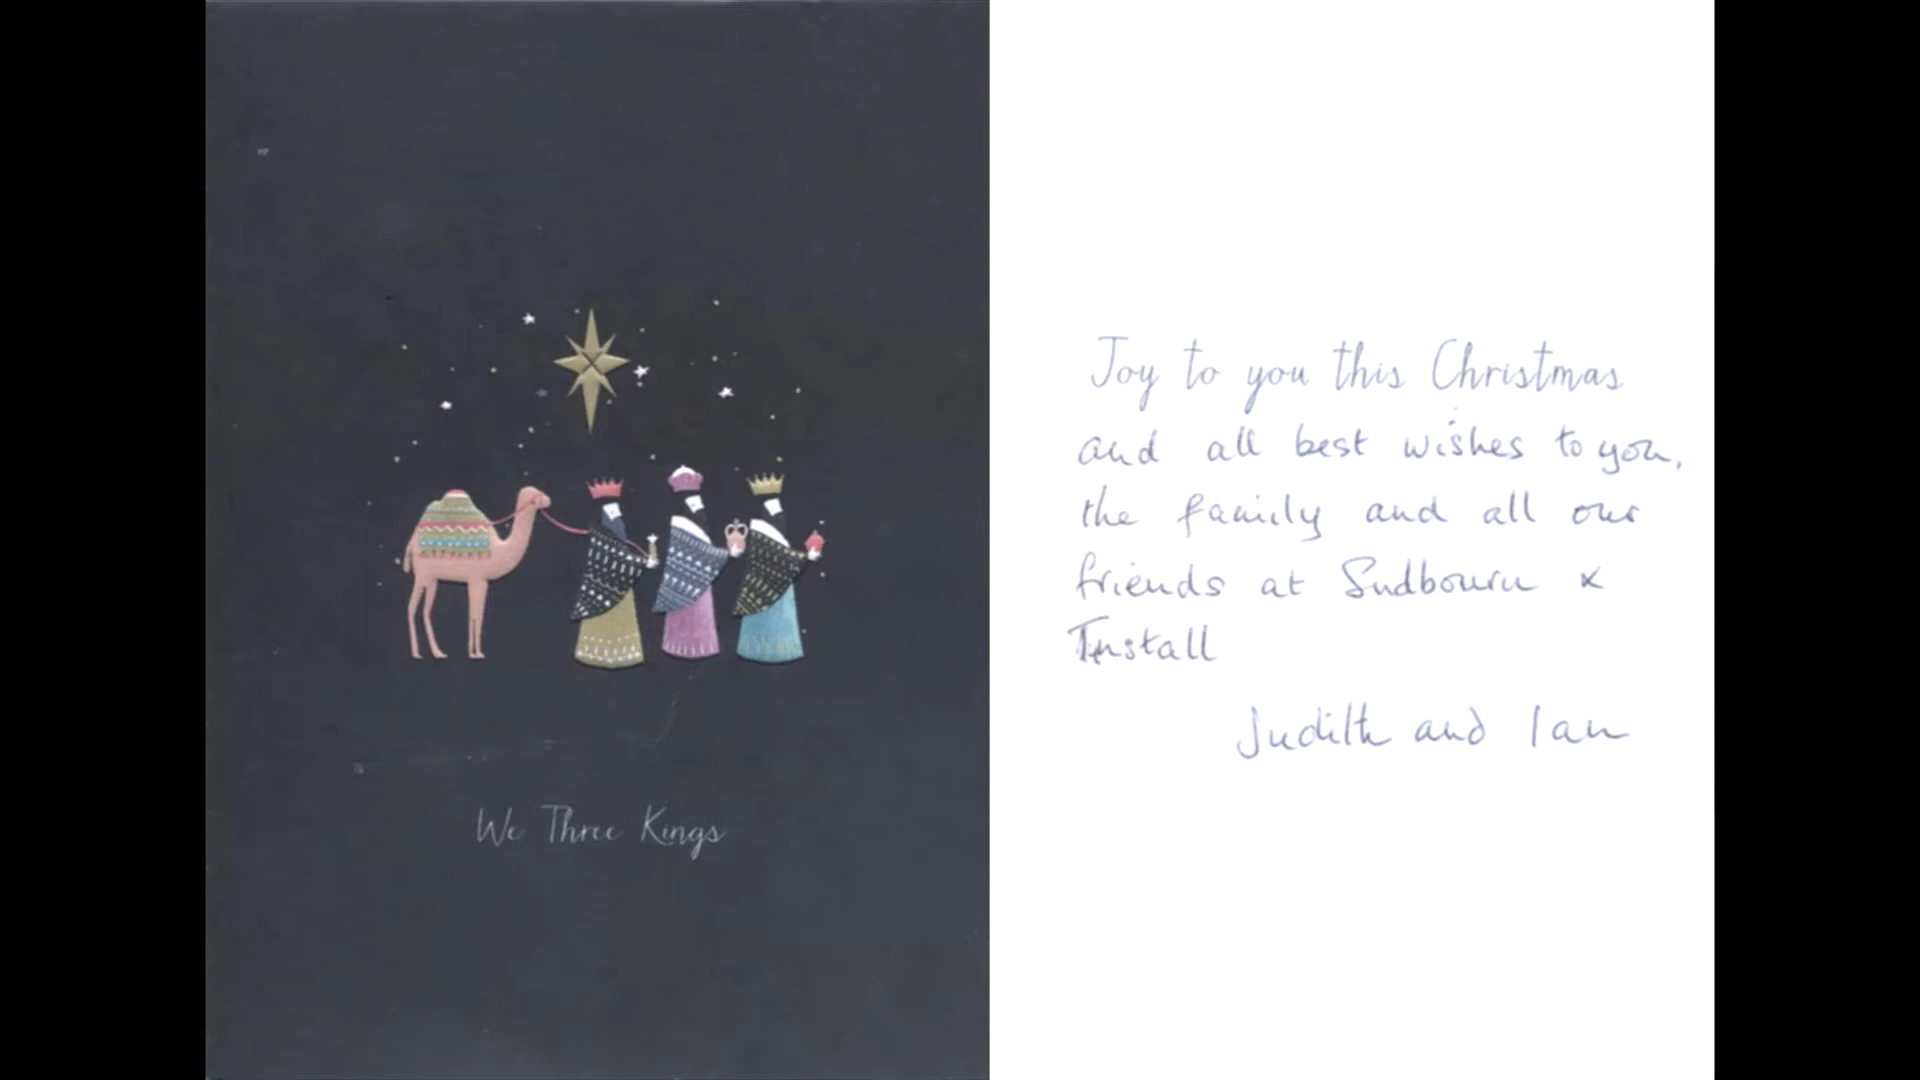 We Three Kings
Joy to you this Christmas
and all best wishes to you,
the family and all our
friends at Sudbourn &
Tunstall
Judith and Ian